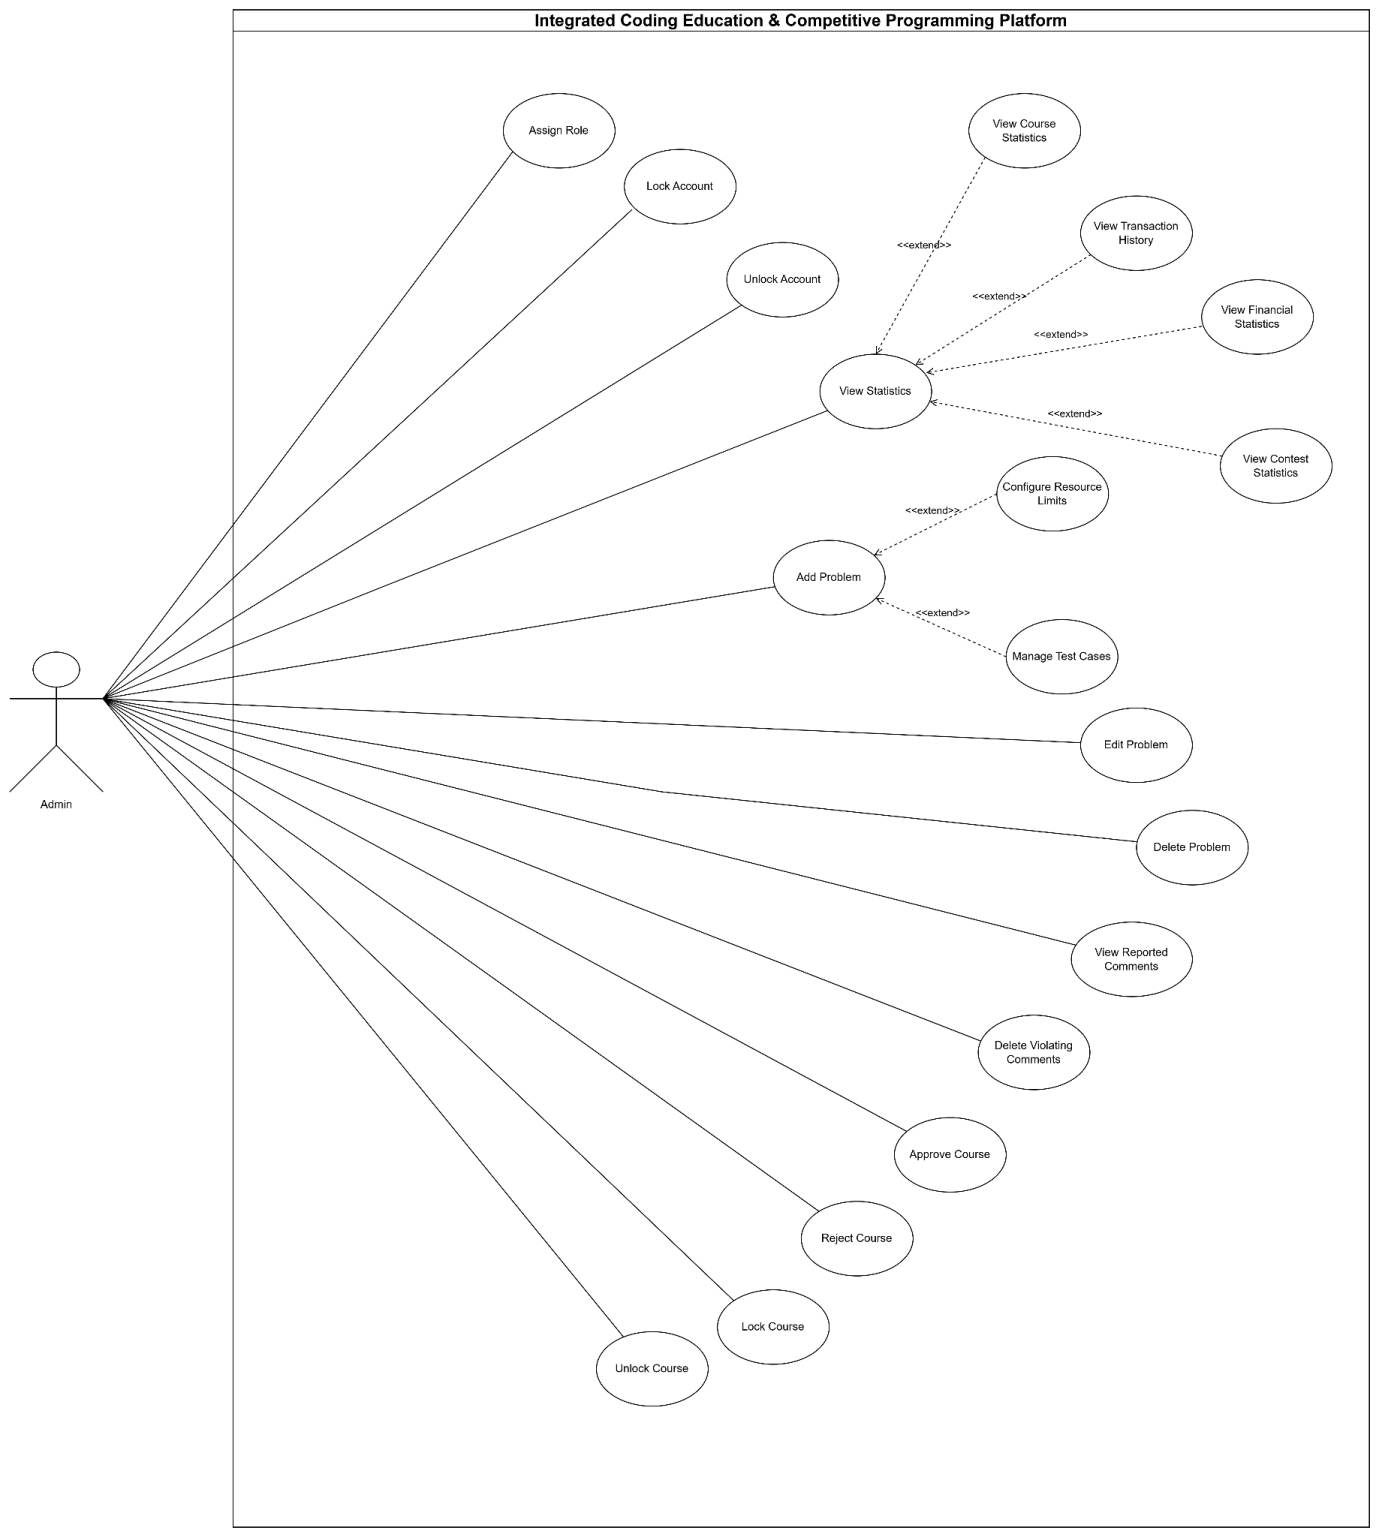 Integrated Coding Education & Competitive Programming Platform
Assign Role
View Course
Statistics
Lock Account
View Transaction
History
<<extend>>
Unlock Account
<<extend>>
View Financial
Statistics
<<extend>>
View Statistics
<<extend>>
View Contest
Statistics
Configure Resource
Limits
<<extend>>
Add Problem
<<extend>>
Manage Test Cases
Edit Problem
Admin
Delete Problem
View Reported
Comments
Delete Violating
Comments
Approve Course
Reject Course
Lock Course
Unlock Course